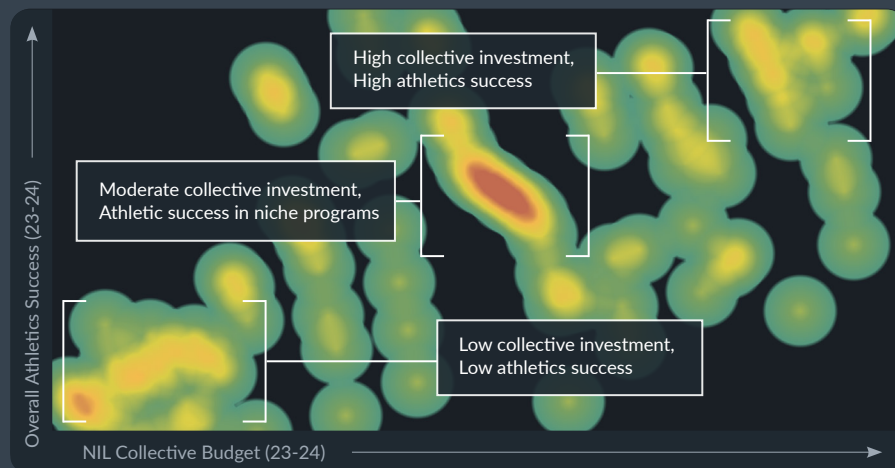 High collective investment,
High athletics success
Moderate collective investment,
Athletic success in niche programs
Low collective investment,
Low athletics success
Overall Athletics Success (23-24)
NIL Collective Budget (23-24)